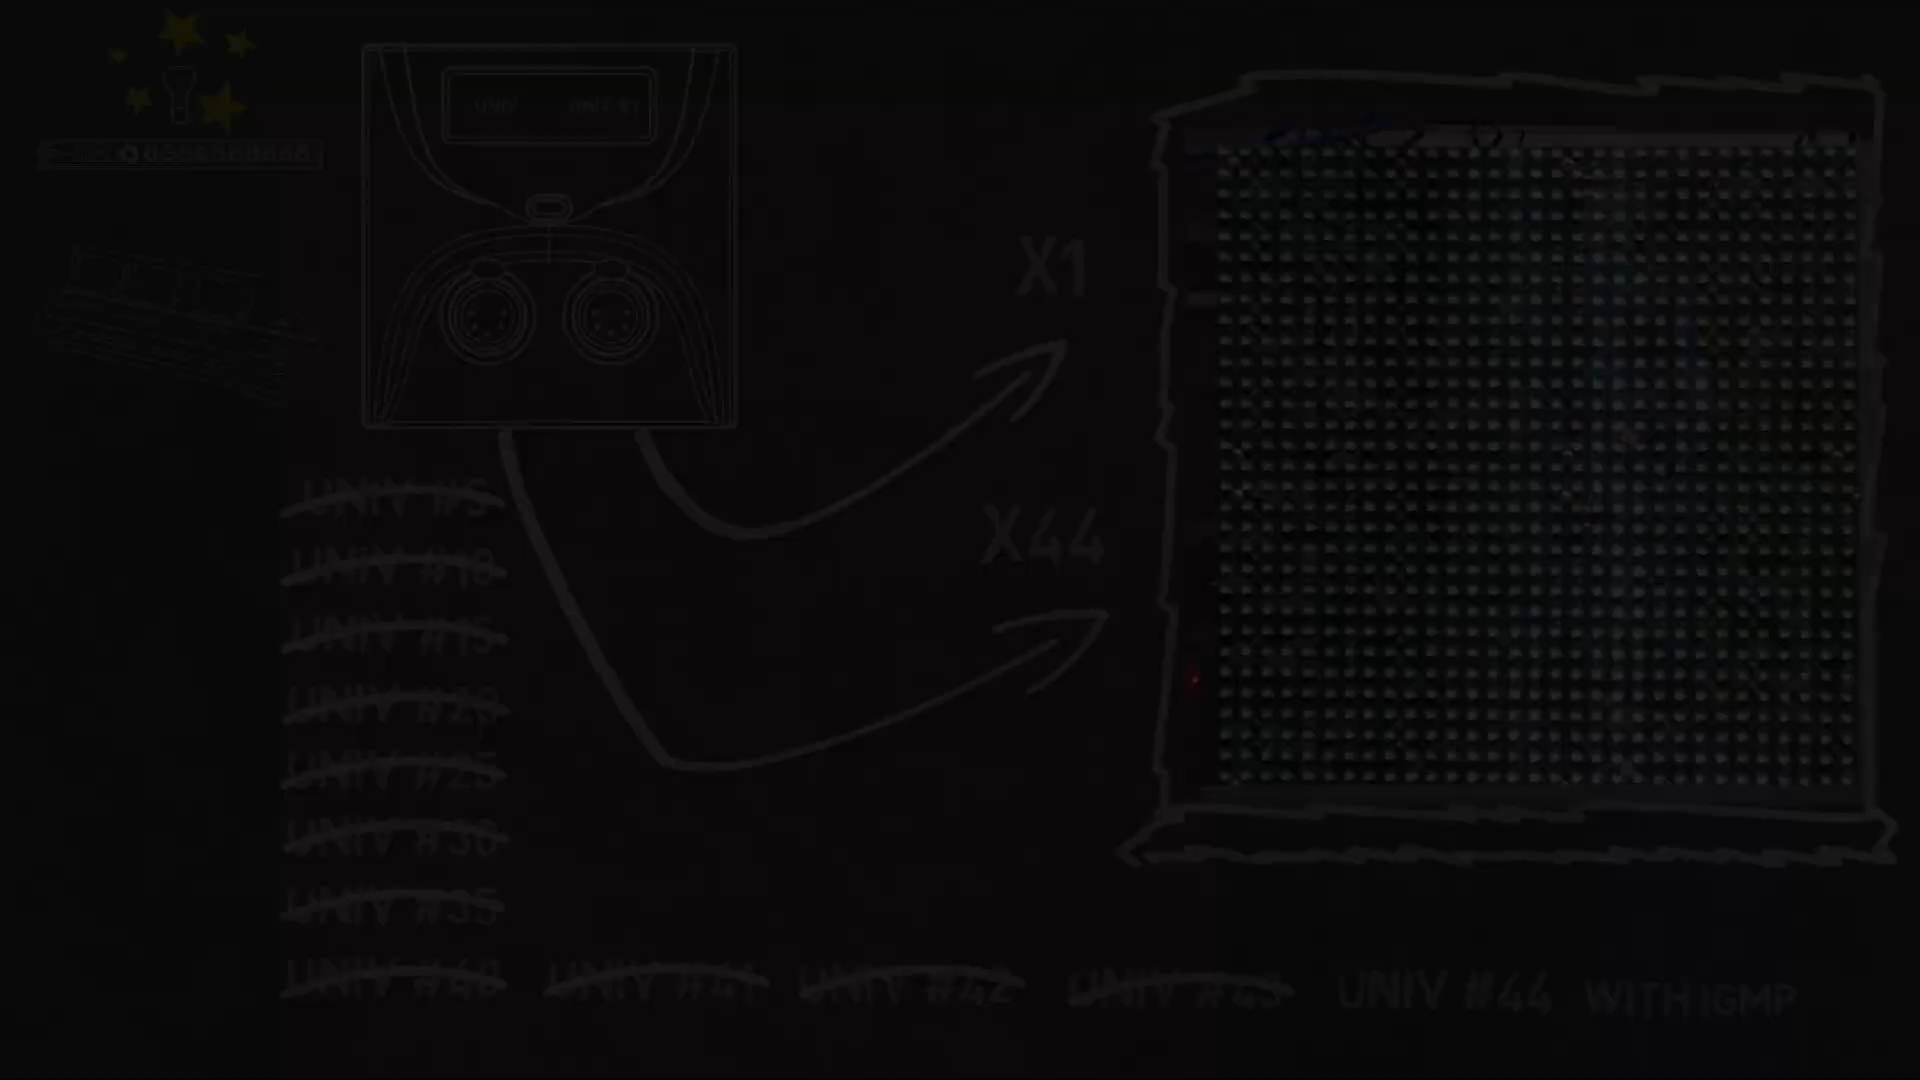 X1
X44
UNIV #5
UNIV #10
UNIV #15
UNIV #20
UNIV #25
UNIV #30
UNIV #35
UNIV #40 UNIV #41 UNIV #42 UNIV #43 UNIV #44 WITH IGMP